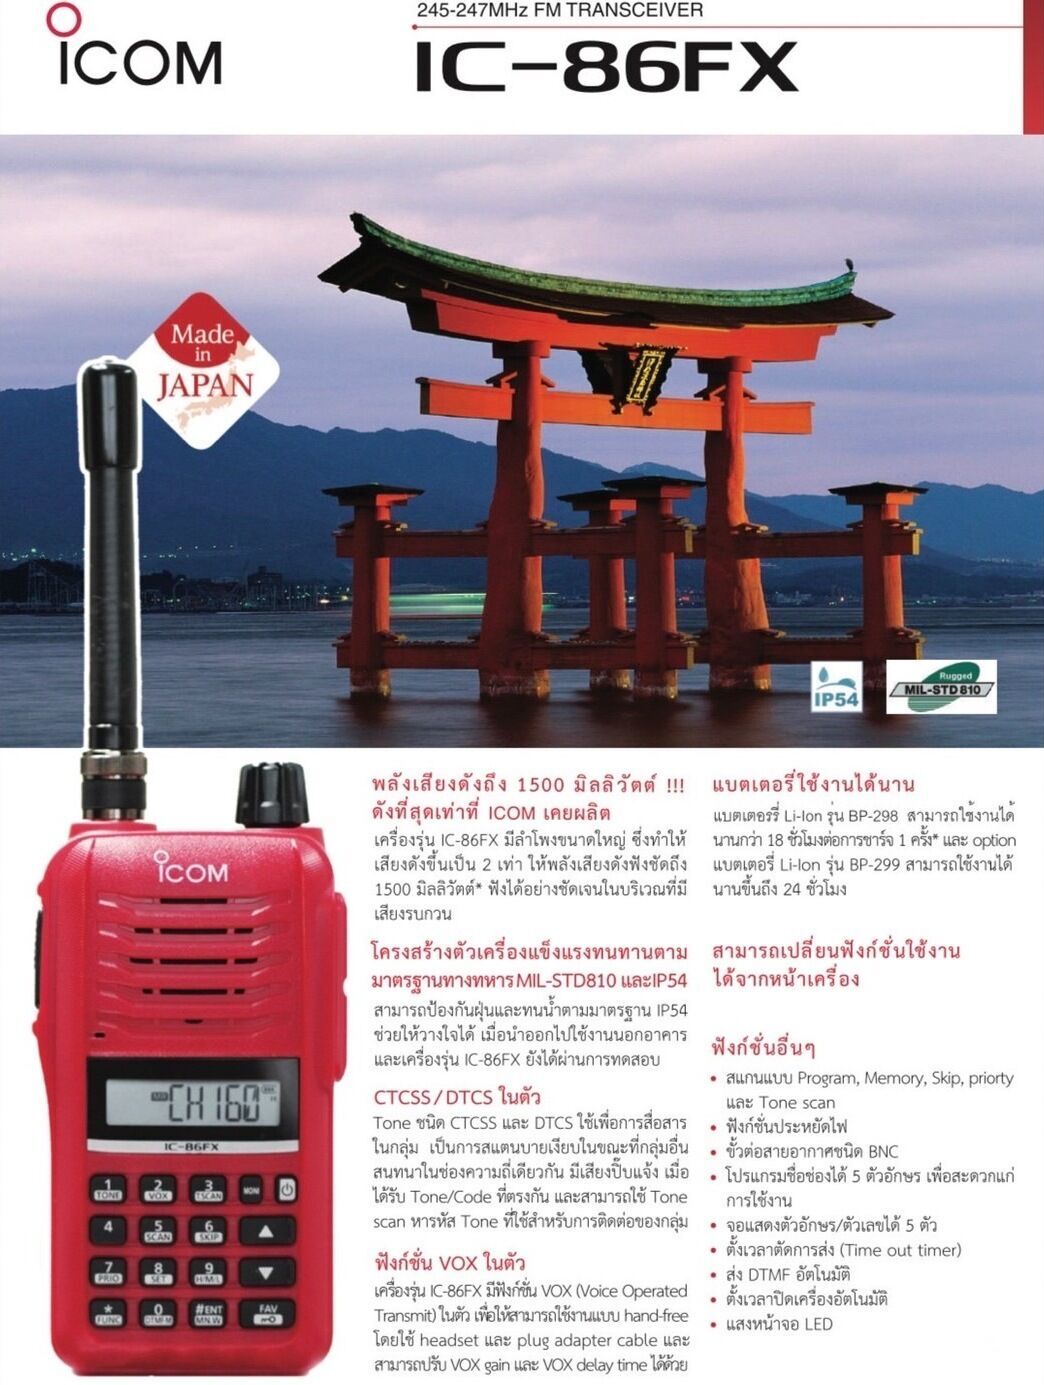 ICOM
245-247MHz FM TRANSCEIVER
IC-86FX
Made
in
JAPAN
IP54
Rugged
MIL-STD 810
ICOM
CH160
IC-86FX
1 2 3 MONI
TONE VOX T.SCAN
4 5 6
SCAN SKIP
7 8 9
PRIO SET H/M/L
* 0 #ENT FAV
FUNC DTMF.M MN.W
พลังเสียงดังถึง 1500 มิลลิวัตต์ !!!
ดังที่สุดเท่าที่ ICOM เคยผลิต
เครื่องรุ่น IC-86FX มีลำโพงขนาดใหญ่ ซึ่งทำให้
เสียงดังขึ้นเป็น 2 เท่า ให้พลังเสียงดังฟังชัดถึง
1500 มิลลิวัตต์* ฟังได้อย่างชัดเจนในบริเวณที่มี
เสียงรบกวน
โครงสร้างตัวเครื่องแข็งแรงทนทานตาม
มาตรฐานทางทหาร MIL-STD810 และIP54
สามารถป้องกันฝุ่นและทนน้ำตามมาตรฐาน IP54
ช่วยให้วางใจได้ เมื่อนำออกไปใช้งานนอกอาคาร
และเครื่องรุ่น IC-86FX ยังได้ผ่านการทดสอบ
CTCSS/DTCS ในตัว
Tone ชนิด CTCSS และ DTCS ใช้เพื่อการสื่อสาร
ในกลุ่ม เป็นการสแตนบายเงียบในขณะที่กลุ่มอื่น
สนทนาในช่องความถี่เดียวกัน มีเสียงปี๊บแจ้ง เมื่อ
ได้รับ Tone/Code ที่ตรงกัน และสามารถใช้ Tone
scan หารหัส Tone ที่ใช้สำหรับการติดต่อของกลุ่ม
ฟังก์ชั่น VOX ในตัว
เครื่องรุ่น IC-86FX มีฟังก์ชั่น VOX (Voice Operated
Transmit) ในตัว เพื่อให้สามารถใช้งานแบบ hand-free
โดยใช้ headset และ plug adapter cable และ
สามารถปรับ VOX gain และ VOX delay time ได้ด้วย
แบตเตอรี่ใช้งานได้นาน
แบตเตอรรี่ Li-Ion รุ่น BP-298 สามารถใช้งานได้
นานกว่า 18 ชั่วโมงต่อการชาร์จ 1 ครั้ง* และ option
แบตเตอรี่ Li-Ion รุ่น BP-299 สามารถใช้งานได้
นานขึ้นถึง 24 ชั่วโมง
สามารถเปลี่ยนฟังก์ชั่นใช้งาน
ได้จากหน้าเครื่อง
ฟังก์ชั่นอื่นๆ
• สแกนแบบ Program, Memory, Skip, priorty
และ Tone scan
• ฟังก์ชั่นประหยัดไฟ
• ขั้วต่อสายอากาศชนิด BNC
• โปรแกรมชื่อช่องได้ 5 ตัวอักษร เพื่อสะดวกแก่
การใช้งาน
• จอแสดงตัวอักษร/ตัวเลขได้ 5 ตัว
• ตั้งเวลาตัดการส่ง (Time out timer)
• ส่ง DTMF อัตโนมัติ
• ตั้งเวลาปิดเครื่องอัตโนมัติ
• แสงหน้าจอ LED